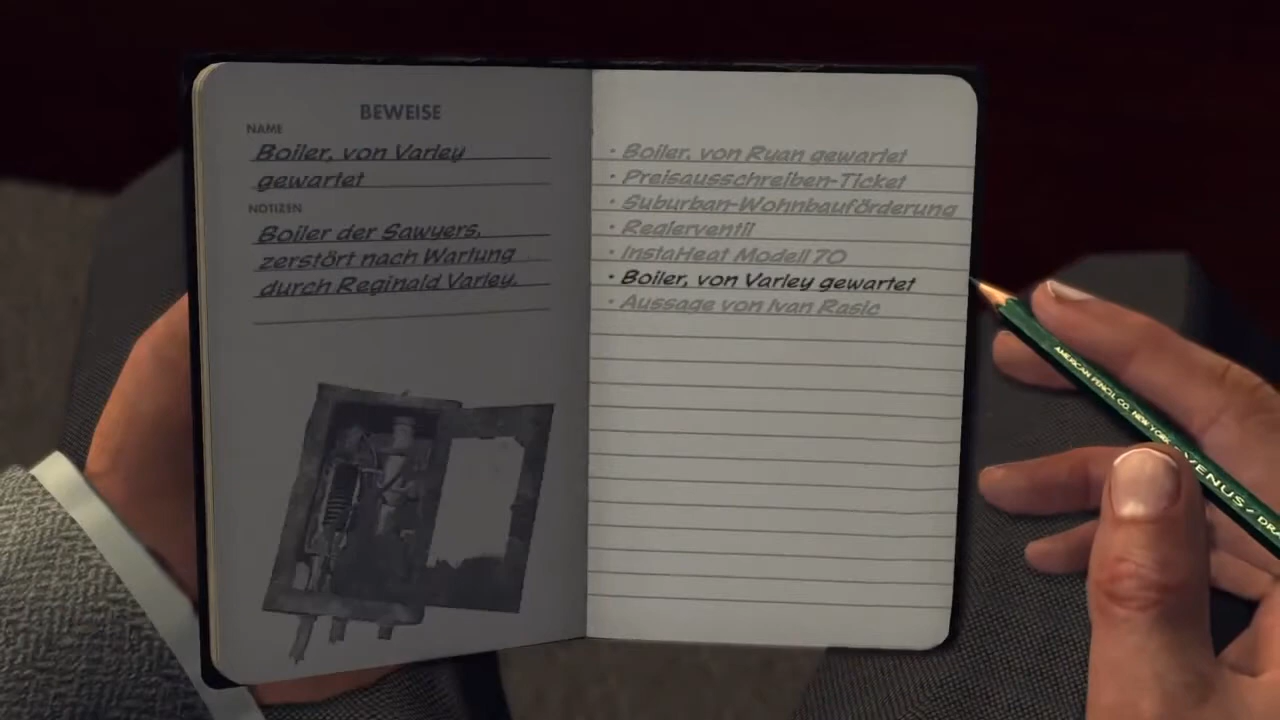 BEWEISE
NAME
Boiler, von Varley
gewartet
NOTIZEN
Boiler der Sawyers,
zerstört nach Wartung
durch Reginald Varley.
• Boiler, von Ryan gewartet
• Preisausschreiben-Ticket
• Suburban-Wohnbauförderung
• Reglerventil
• InstaHeat Modell 70
• Boiler, von Varley gewartet
• Aussage von Ivan Rasic
AMERICAN PENCIL CO. NEW YORK VENUS / DRA